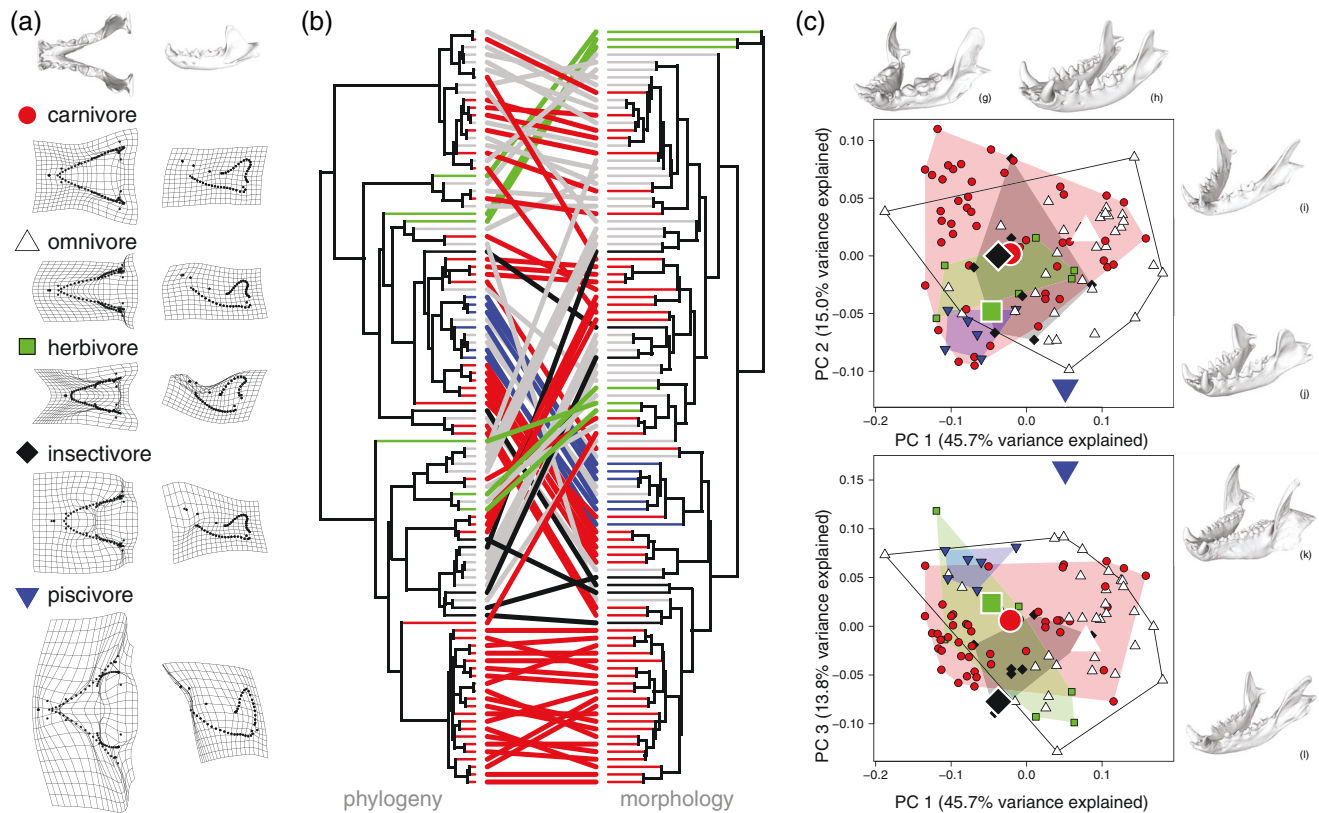 (a)
carnivore
omnivore
herbivore
insectivore
piscivore
(b)
phylogeny
morphology
(c)
(g)
(h)
(i)
(j)
(k)
(l)
PC 2 (15.0% variance explained)
0.10
0.05
0.00
−0.05
−0.10
−0.2
−0.1
0.0
0.1
PC 1 (45.7% variance explained)
PC 3 (13.8% variance explained)
0.15
0.10
0.05
0.00
−0.05
−0.10
−0.2
−0.1
0.0
0.1
PC 1 (45.7% variance explained)